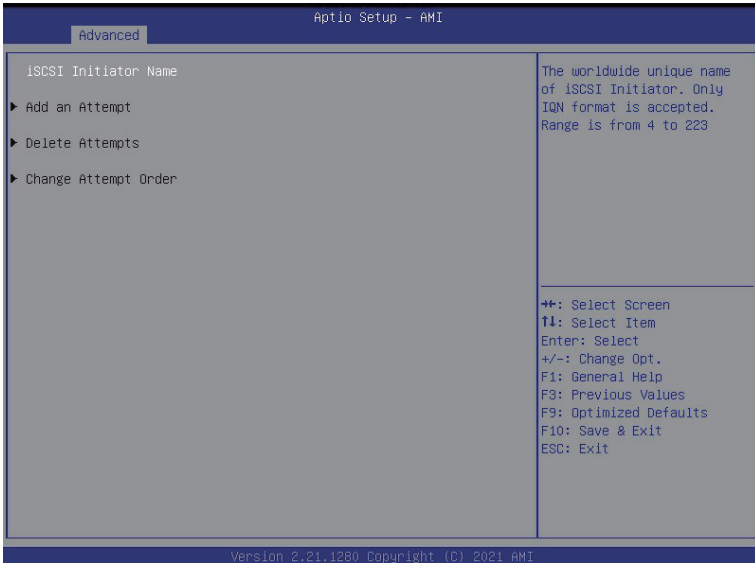 Aptio Setup – AMI
Advanced
iSCSI Initiator Name
Add an Attempt
Delete Attempts
Change Attempt Order
The worldwide unique name
of iSCSI Initiator. Only
IQN format is accepted.
Range is from 4 to 223
→←: Select Screen
↑↓: Select Item
Enter: Select
+/-: Change Opt.
F1: General Help
F3: Previous Values
F9: Optimized Defaults
F10: Save & Exit
ESC: Exit
Version 2.21.1280 Copyright (C) 2021 AMI